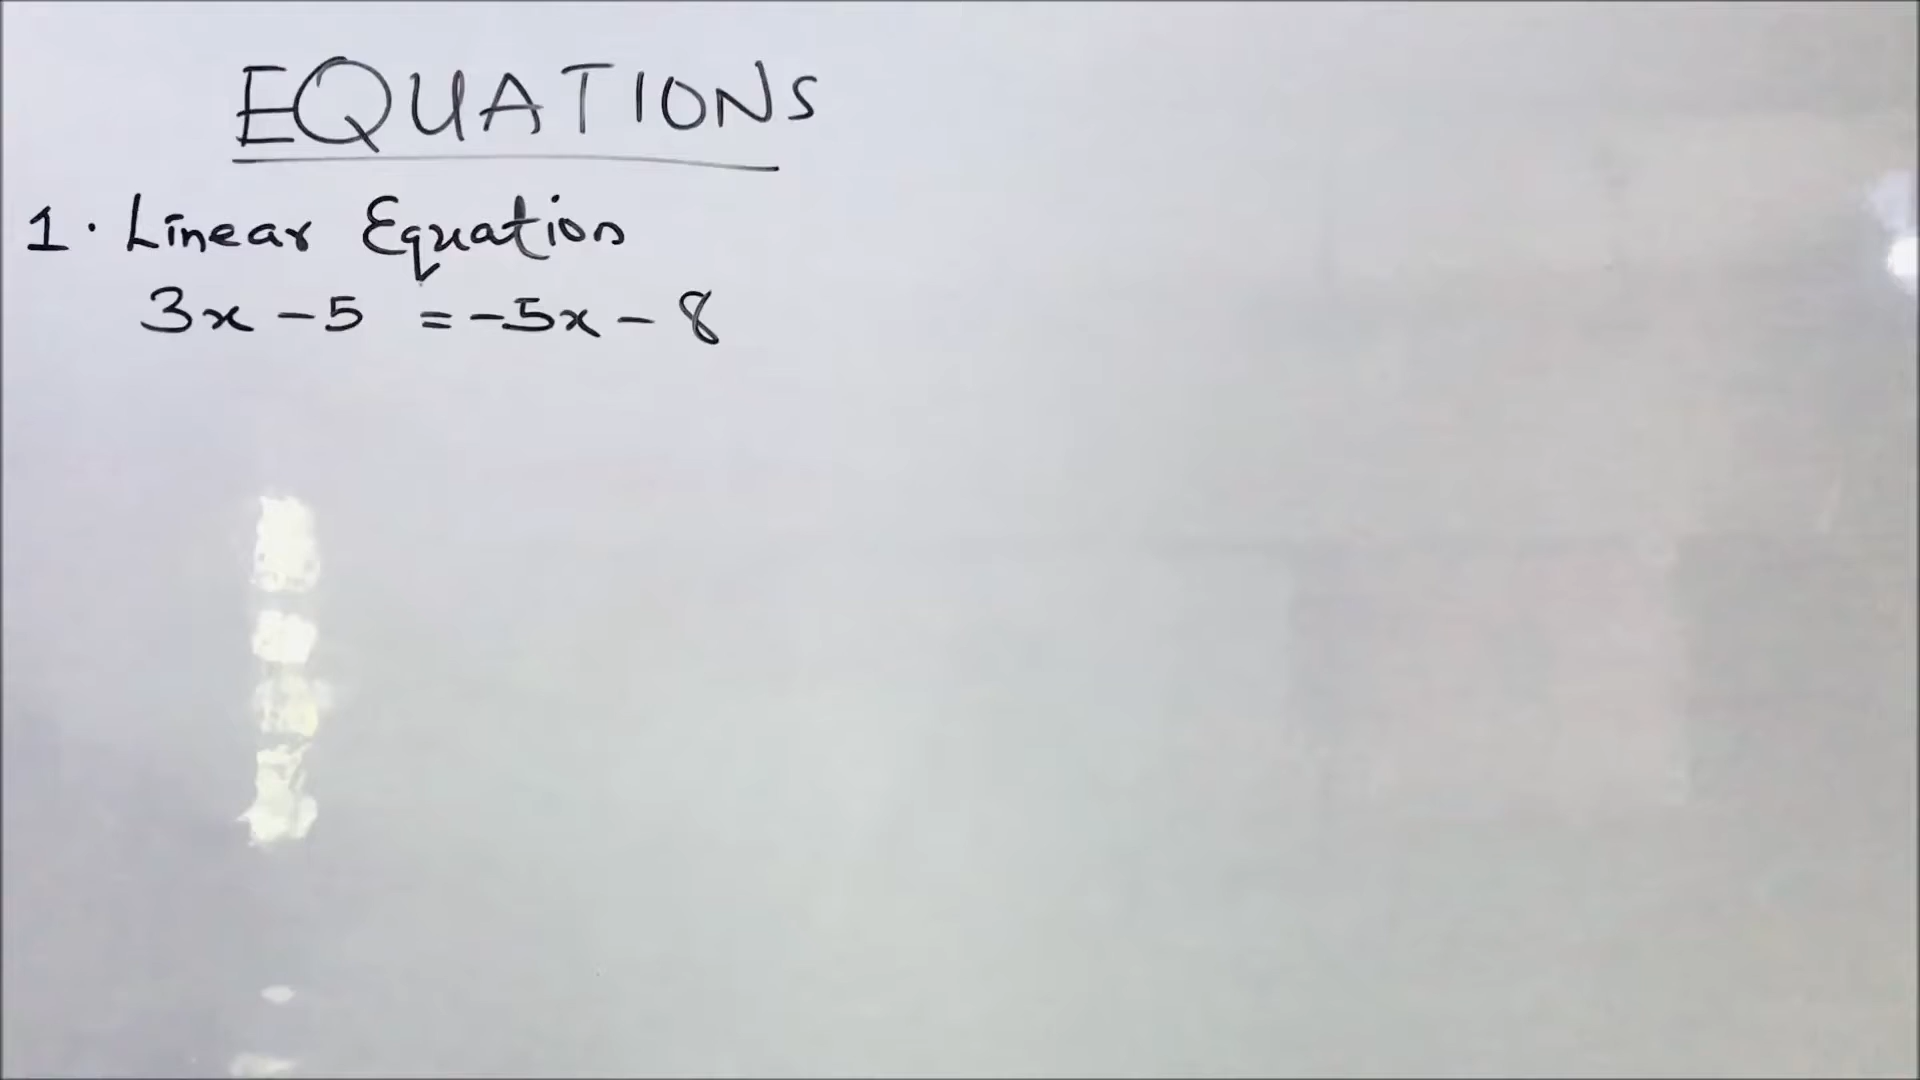 EQUATIONS
1. Linear Equation
3x - 5 = -5x - 8